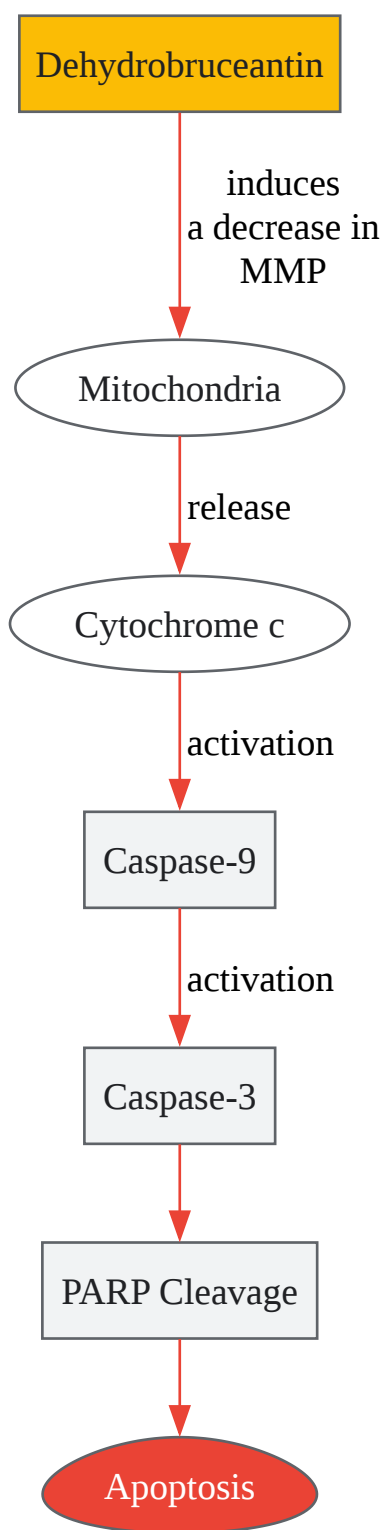 Dehydrobruceantin
induces
a decrease in
MMP
Mitochondria
release
Cytochrome c
activation
Caspase-9
activation
Caspase-3
PARP Cleavage
Apoptosis